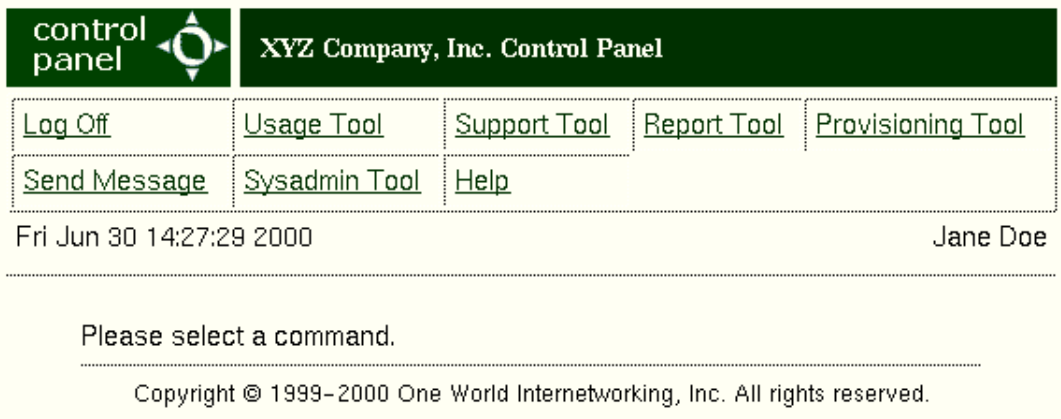 control
panel
XYZ Company, Inc. Control Panel
Log Off Usage Tool Support Tool Report Tool Provisioning Tool
Send Message Sysadmin Tool Help
Fri Jun 30 14:27:29 2000 Jane Doe
Please select a command.
Copyright © 1999-2000 One World Internetworking, Inc. All rights reserved.